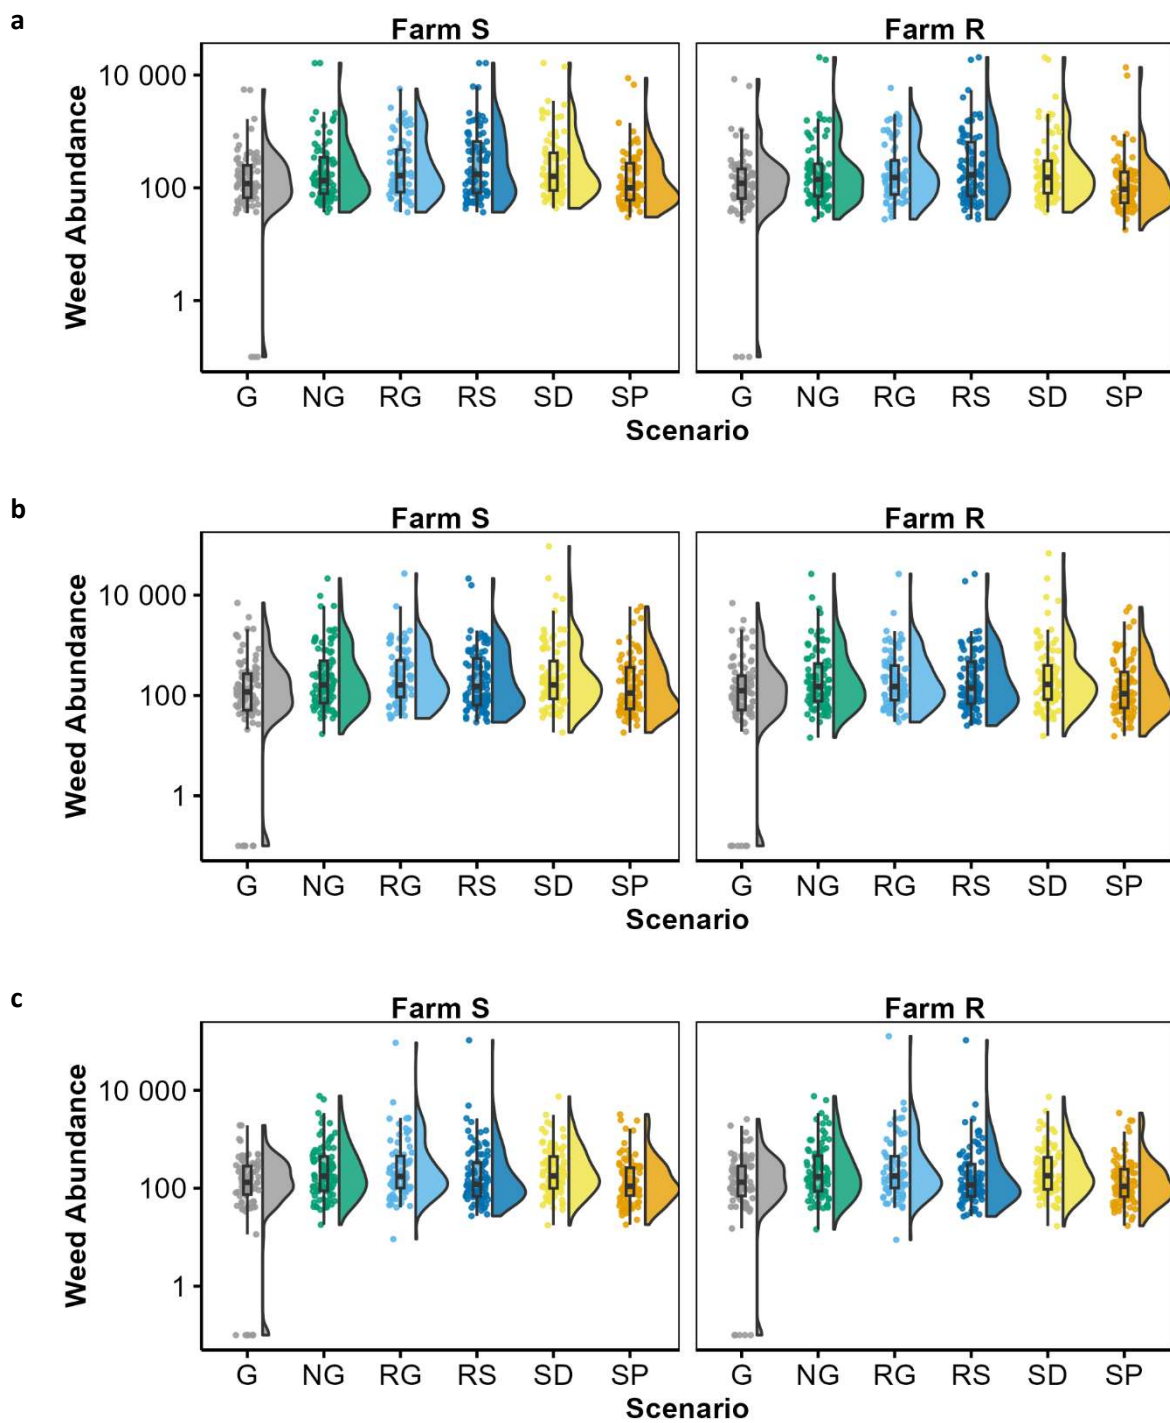 a
Farm S Farm R
Weed Abundance
10 000
100
1
G NG RG RS SD SP G NG RG RS SD SP
Scenario
b
Farm S Farm R
Weed Abundance
10 000
100
1
G NG RG RS SD SP G NG RG RS SD SP
Scenario
c
Farm S Farm R
Weed Abundance
10 000
100
1
G NG RG RS SD SP G NG RG RS SD SP
Scenario